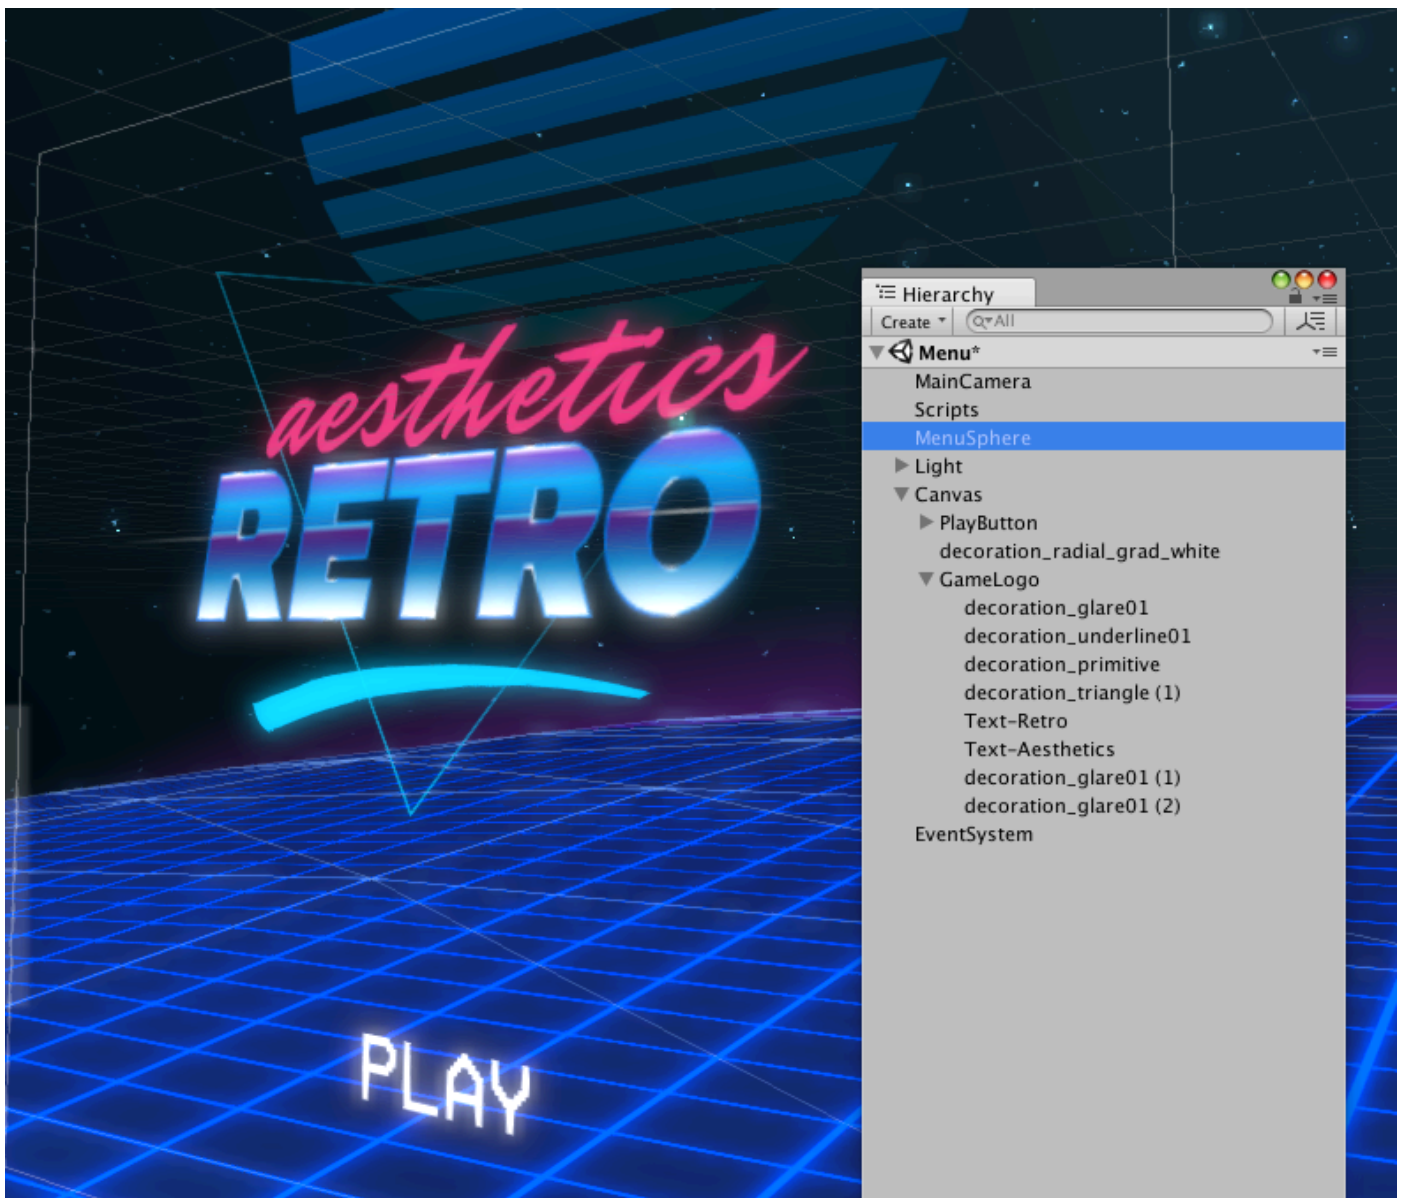 aesthetics
RETRO
PLAY
Hierarchy
Create All
Menu*
MainCamera
Scripts
MenuSphere
Light
Canvas
PlayButton
decoration_radial_grad_white
GameLogo
decoration_glare01
decoration_underline01
decoration_primitive
decoration_triangle (1)
Text-Retro
Text-Aesthetics
decoration_glare01 (1)
decoration_glare01 (2)
EventSystem